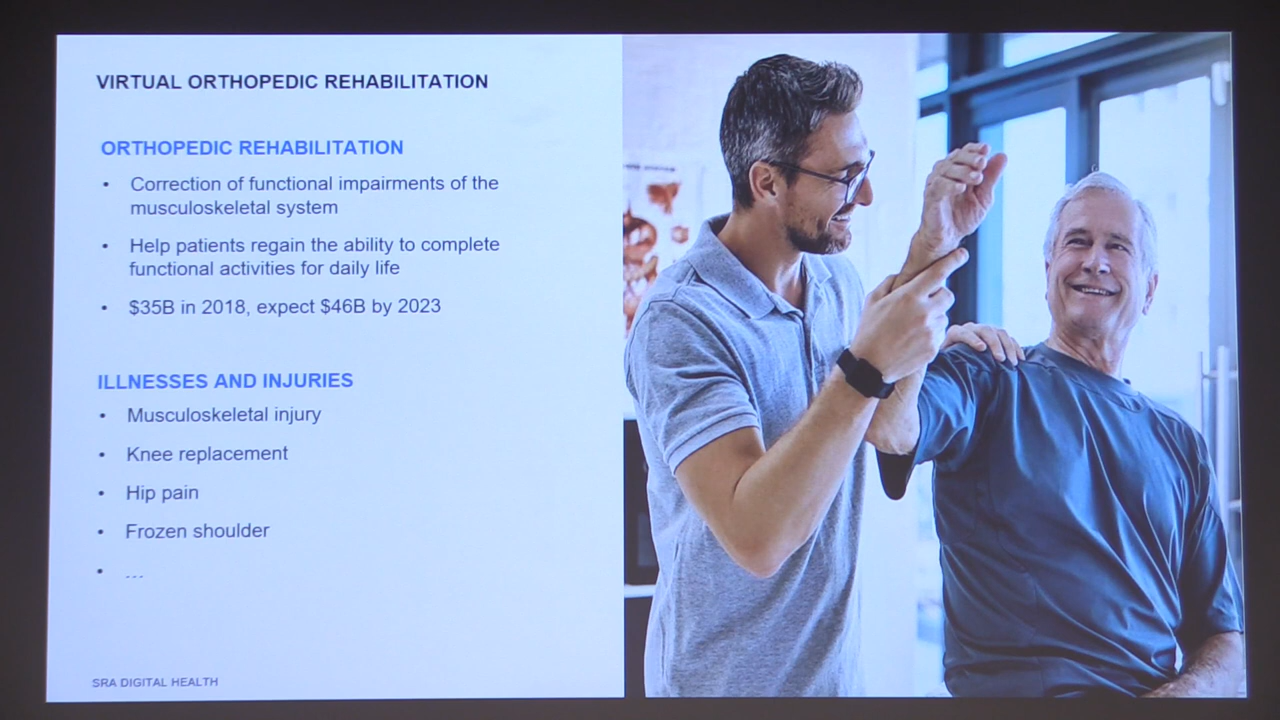 VIRTUAL ORTHOPEDIC REHABILITATION
ORTHOPEDIC REHABILITATION
• Correction of functional impairments of the
musculoskeletal system
• Help patients regain the ability to complete
functional activities for daily life
• $35B in 2018, expect $46B by 2023
ILLNESSES AND INJURIES
• Musculoskeletal injury
• Knee replacement
• Hip pain
• Frozen shoulder
• ...
SRA DIGITAL HEALTH